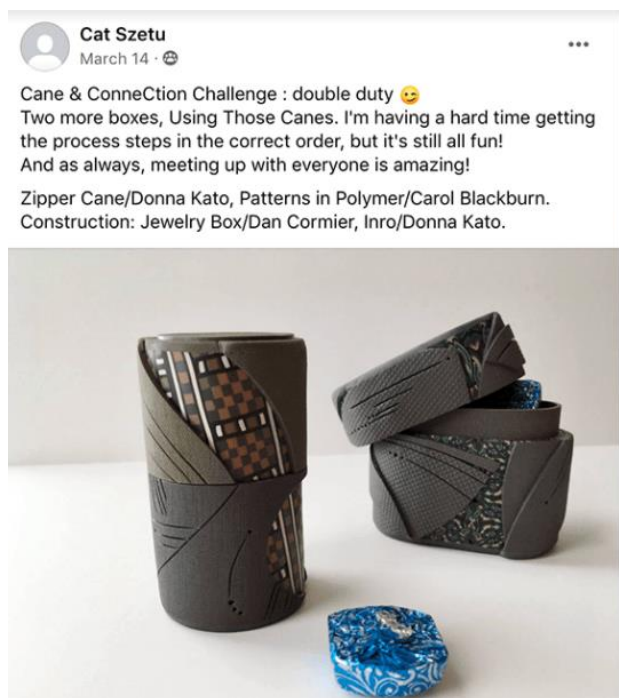 Cat Szetu
March 14 ·
Cane & ConneCtion Challenge : double duty 😉
Two more boxes, Using Those Canes. I'm having a hard time getting
the process steps in the correct order, but it's still all fun!
And as always, meeting up with everyone is amazing!
Zipper Cane/Donna Kato, Patterns in Polymer/Carol Blackburn.
Construction: Jewelry Box/Dan Cormier, Inro/Donna Kato.